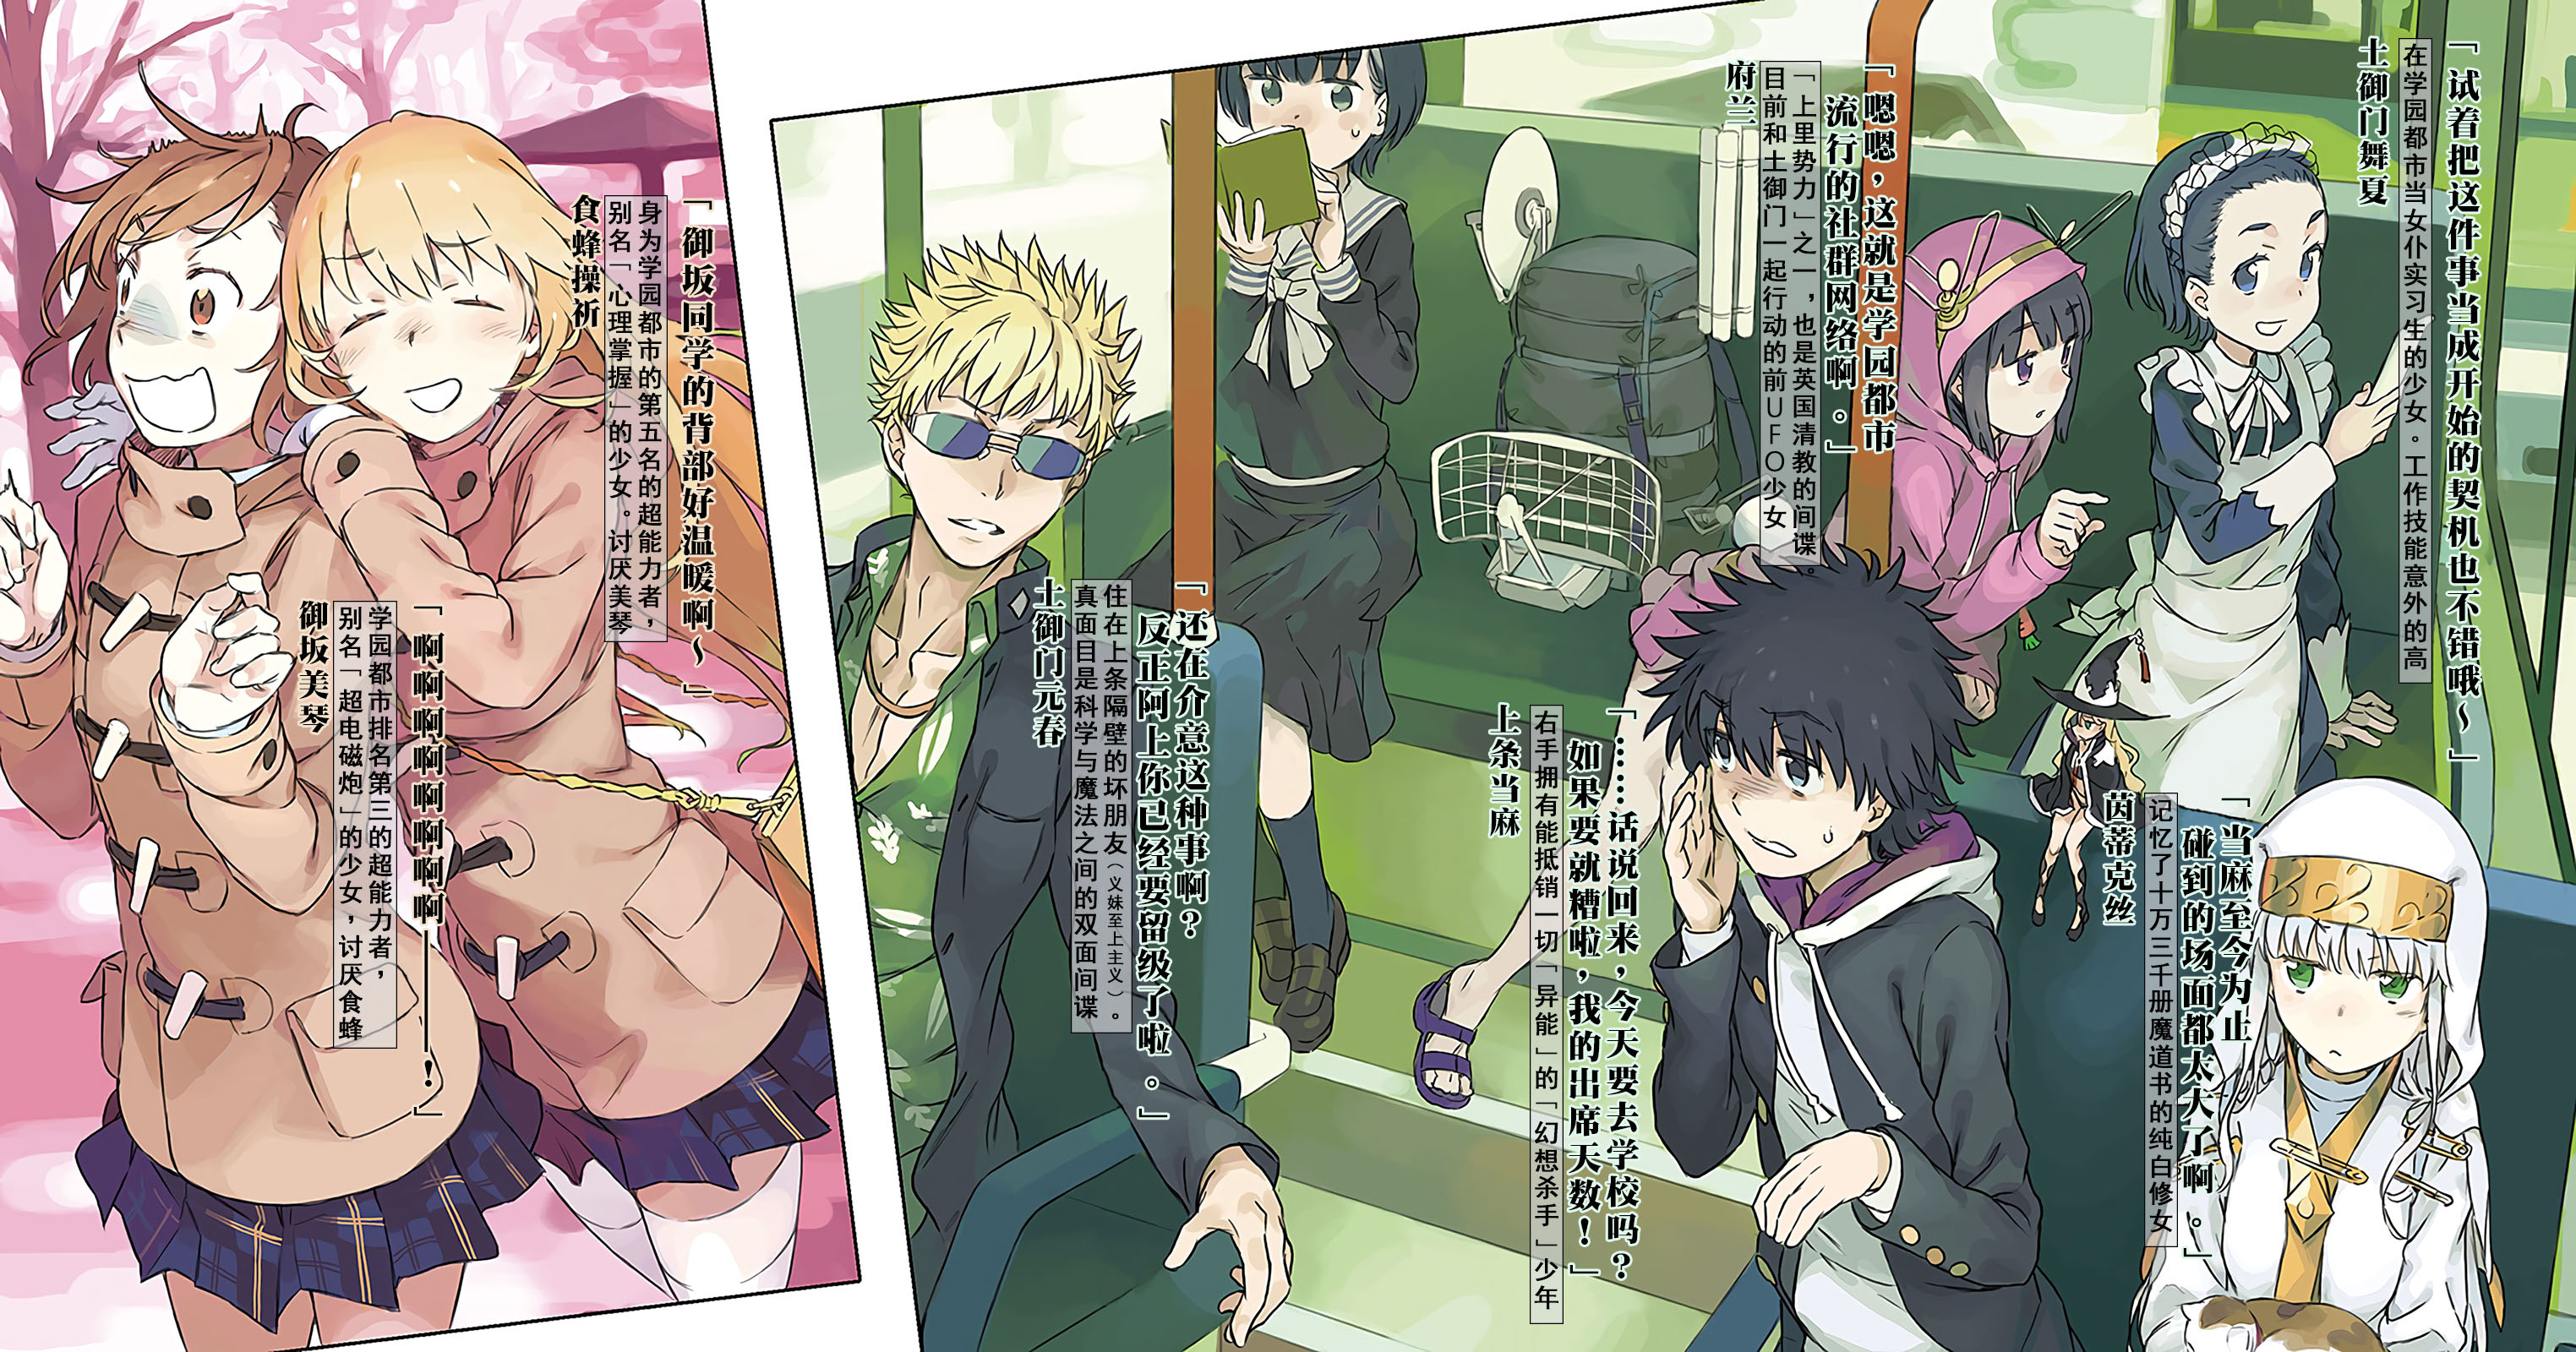 「试着把这件事当成开始的契机也不错哦～」
在学园都市当女仆实习生的少女。工作技能意外的高
土御门舞夏
「嗯嗯，这就是学园都市
流行的社群网络啊。」
「上里势力」之一，也是英国清教的间谍。
目前和土御门一起行动的前UFO少女
府兰
「当麻至今为止
碰到的场面都太大了啊。」
记忆了十万三千册魔道书的纯白修女
茵蒂克丝
「……话说回来，今天要去学校吗？
如果要就糟啦，我的出席天数！」
右手拥有能抵销一切「异能」的「幻想杀手」少年
上条当麻
「还在介意这种事啊？
反正阿上你已经要留级了啦。」
住在上条隔壁的坏朋友（义妹至上主义）。
真面目是科学与魔法之间的双面间谍
土御门元春
「御坂同学的背部好温暖啊～」
身为学园都市的第五名的超能力者，
别名「心理掌握」的少女。讨厌美琴
食蜂操祈
「啊啊啊啊啊啊啊啊——！」
学园都市排名第三的超能力者，
别名「超电磁炮」的少女，讨厌食蜂
御坂美琴